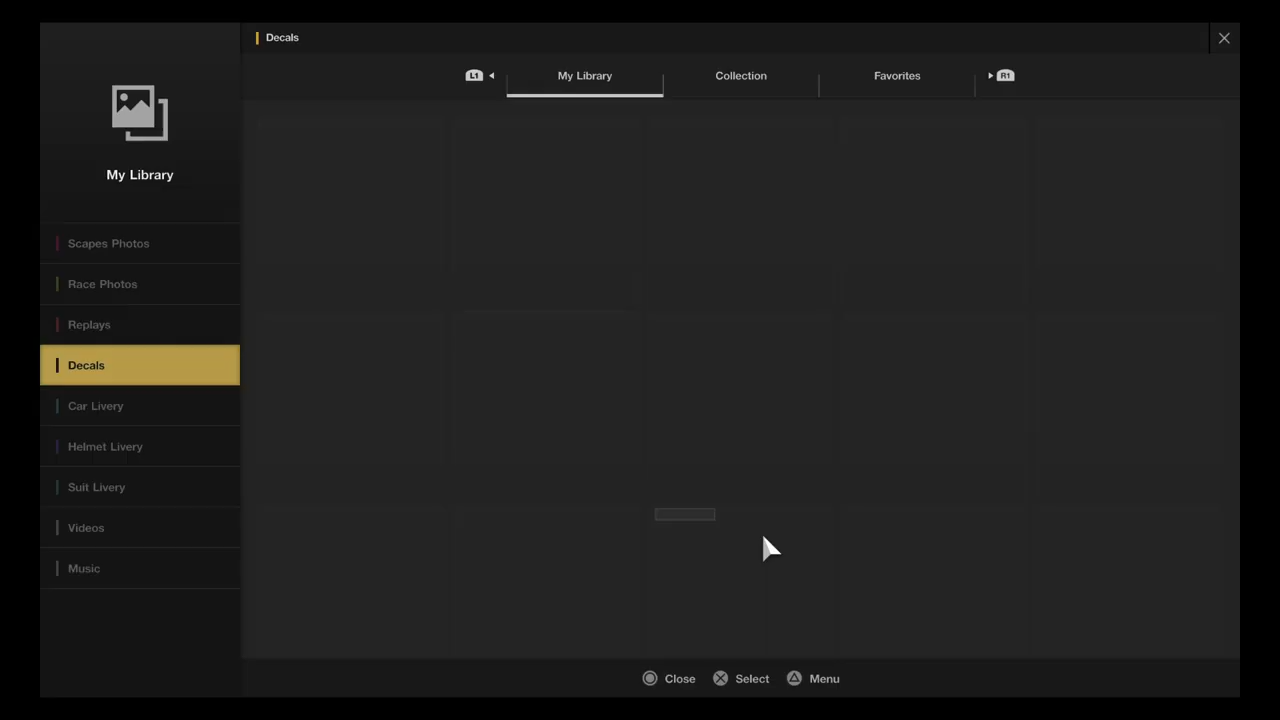 Decals
L1
My Library
Collection
Favorites
R1
My Library
Scapes Photos
Race Photos
Replays
Decals
Car Livery
Helmet Livery
Suit Livery
Videos
Music
Close
Select
Menu